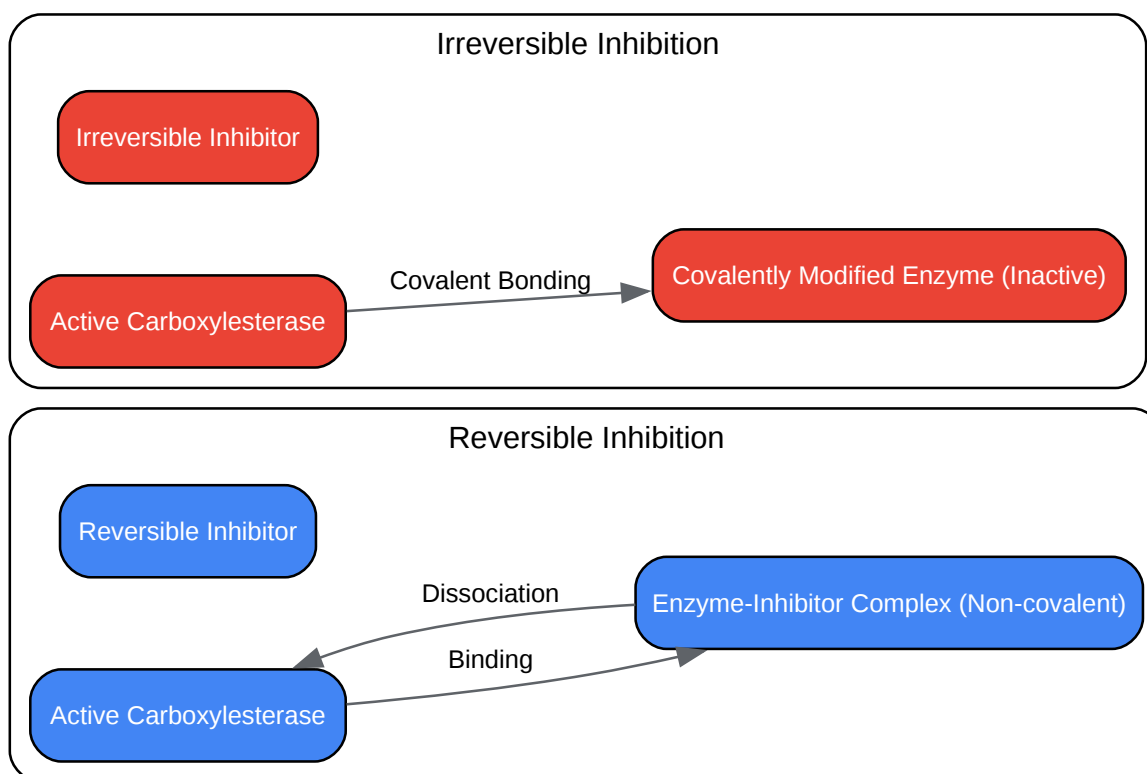 Irreversible Inhibition
Irreversible Inhibitor
Covalent Bonding
Covalently Modified Enzyme (Inactive)
Active Carboxylesterase
Reversible Inhibition
Reversible Inhibitor
Dissociation
Enzyme-Inhibitor Complex (Non-covalent)
Binding
Active Carboxylesterase